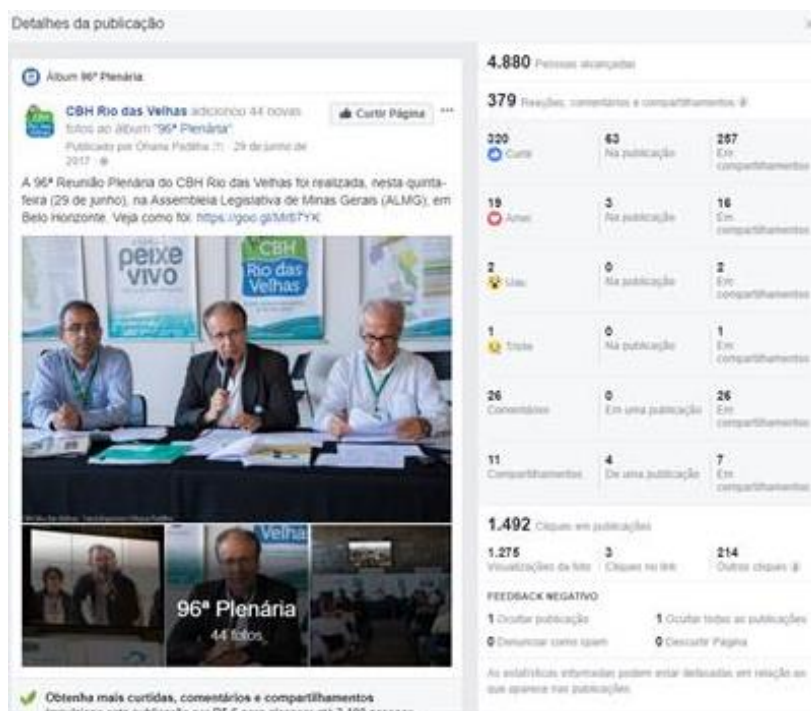 Detalhes da publicação
Álbum 96ª Plenária
CBH Rio das Velhas adicionou 44 novas
fotos ao álbum "96ª Plenária"
Publicado por Ohana Padilha · 29 de junho de
2017
Curtir Página
A 96ª Reunião Plenária do CBH Rio das Velhas foi realizada, nesta quinta-
feira (29 de junho), na Assembleia Legislativa de Minas Gerais (ALMG), em
Belo Horizonte. Veja como foi:
peixe
vivo
CBH
Rio das
Velhas
Velhas
96ª Plenária
44 fotos
Obtenha mais curtidas, comentários e compartilhamentos
4.880 Pessoas alcançadas
379 Reações, comentários e compartilhamentos
320 63 257
Curtir Na publicação Em
compartilhamentos
19 3 16
Amei Na publicação Em
compartilhamentos
2 0 2
Uau Na publicação Em
compartilhamentos
1 0 1
Triste Na publicação Em
compartilhamentos
26 0 26
Comentários Em uma publicação Em
compartilhamentos
11 4 7
Compartilhamentos De uma publicação Em
compartilhamentos
1.492 Cliques em publicações
1.275 3 214
Visualizações da foto Cliques no link Outros cliques
FEEDBACK NEGATIVO
1 Ocultar publicação 1 Ocultar todas as publicações
0 Denunciar como spam 0 Descurtir Página
As estatísticas informadas podem estar defasadas em relação ao
que aparece nas publicações